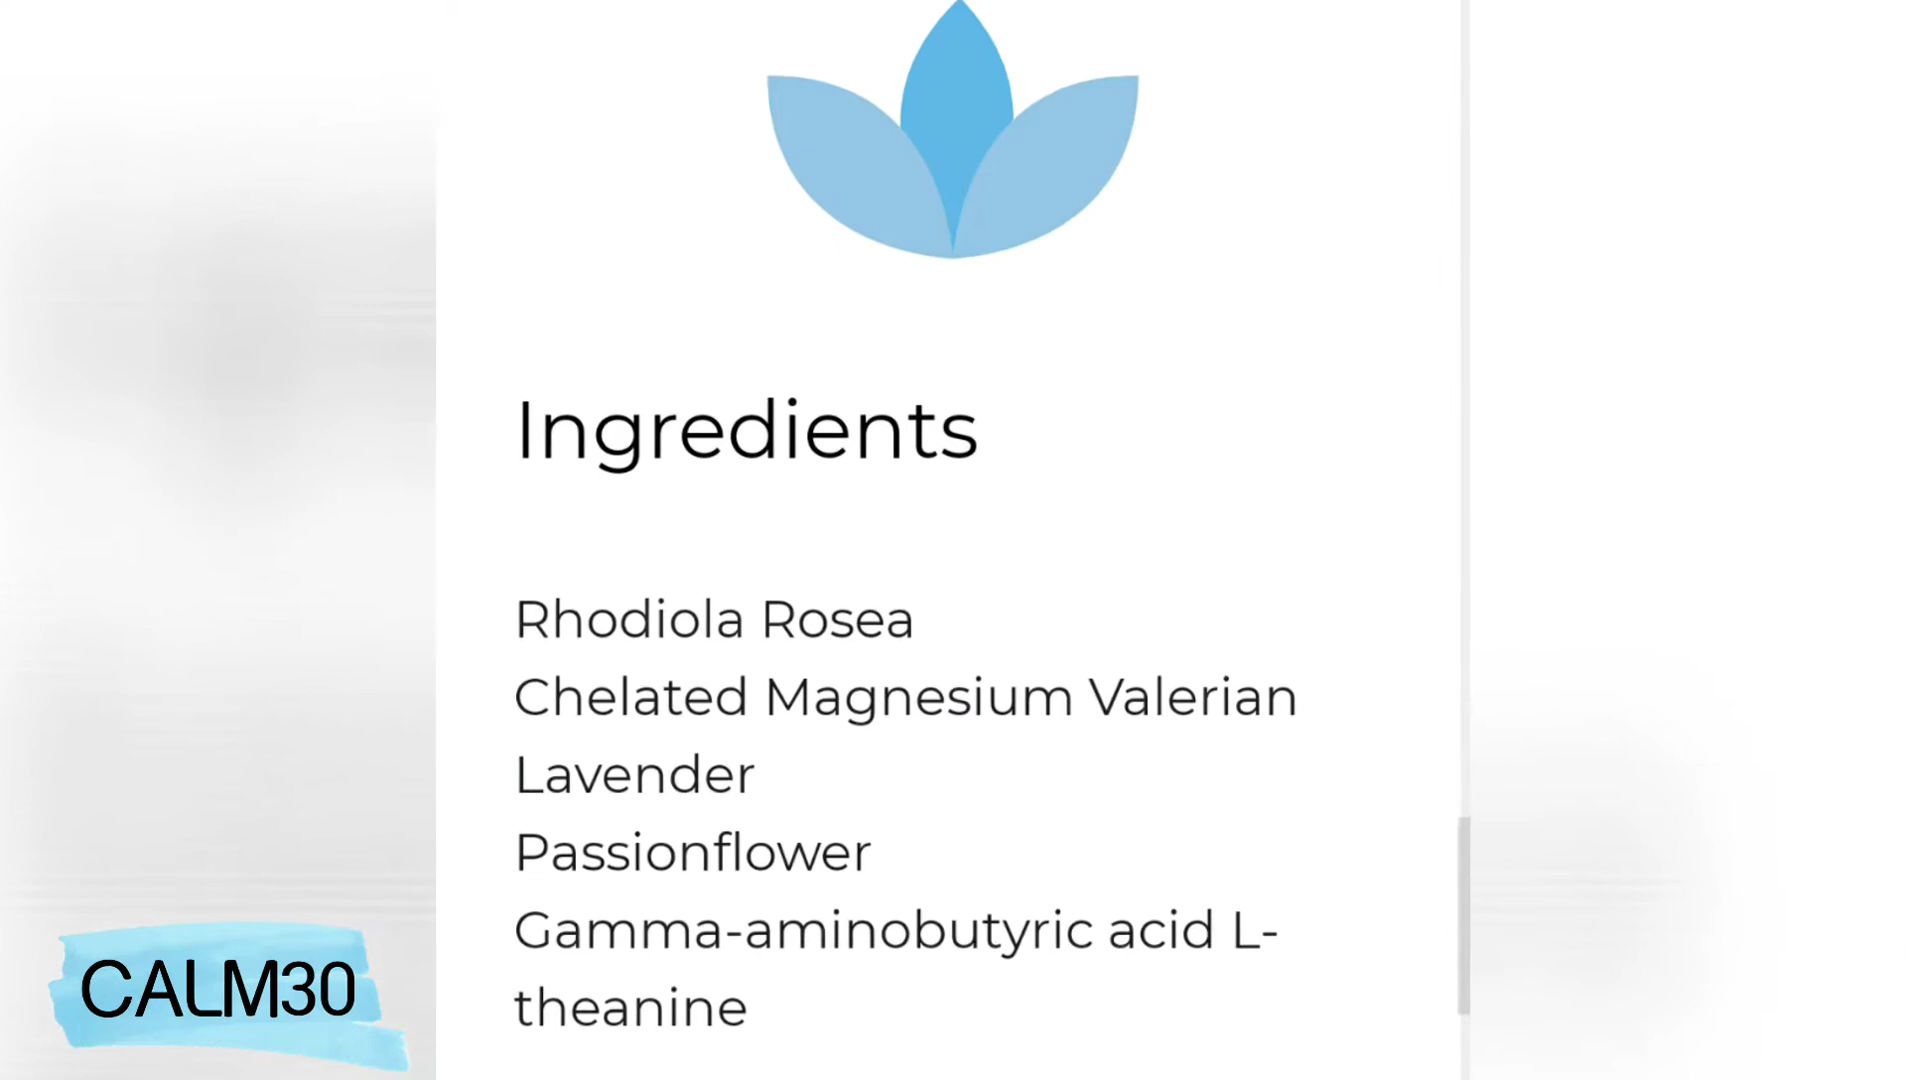 Ingredients
Rhodiola Rosea
Chelated Magnesium Valerian
Lavender
Passionflower
Gamma-aminobutyric acid L-
theanine
CALM30